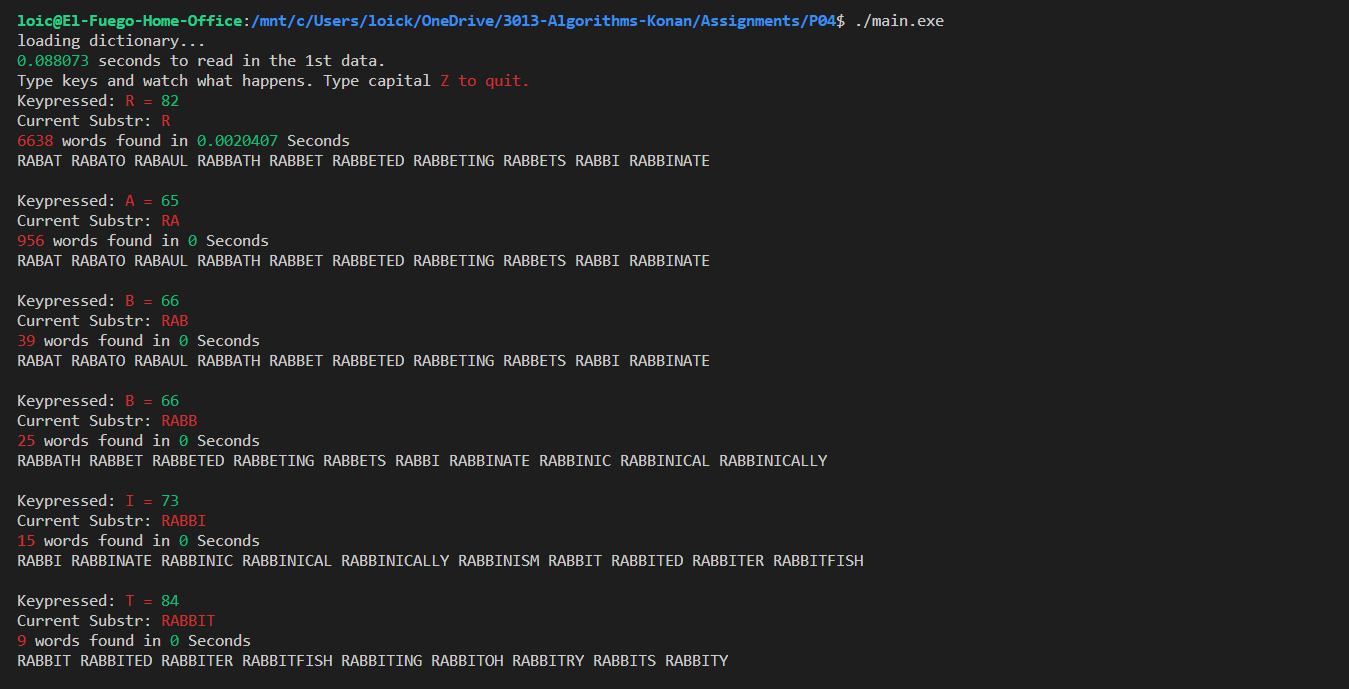 loic@El-Fuego-Home-Office:/mnt/c/Users/loick/OneDrive/3013-Algorithms-Konan/Assignments/P04$ ./main.exe
loading dictionary...
0.088073 seconds to read in the 1st data.
Type keys and watch what happens. Type capital Z to quit.
Keypressed: R = 82
Current Substr: R
6638 words found in 0.0020407 Seconds
RABAT RABATO RABAUL RABBATH RABBET RABBETED RABBETING RABBETS RABBI RABBINATE

Keypressed: A = 65
Current Substr: RA
956 words found in 0 Seconds
RABAT RABATO RABAUL RABBATH RABBET RABBETED RABBETING RABBETS RABBI RABBINATE

Keypressed: B = 66
Current Substr: RAB
39 words found in 0 Seconds
RABAT RABATO RABAUL RABBATH RABBET RABBETED RABBETING RABBETS RABBI RABBINATE

Keypressed: B = 66
Current Substr: RABB
25 words found in 0 Seconds
RABBATH RABBET RABBETED RABBETING RABBETS RABBI RABBINATE RABBINIC RABBINICAL RABBINICALLY

Keypressed: I = 73
Current Substr: RABBI
15 words found in 0 Seconds
RABBI RABBINATE RABBINIC RABBINICAL RABBINICALLY RABBINISM RABBIT RABBITED RABBITER RABBITFISH

Keypressed: T = 84
Current Substr: RABBIT
9 words found in 0 Seconds
RABBIT RABBITED RABBITER RABBITFISH RABBITING RABBITOH RABBITRY RABBITS RABBITY